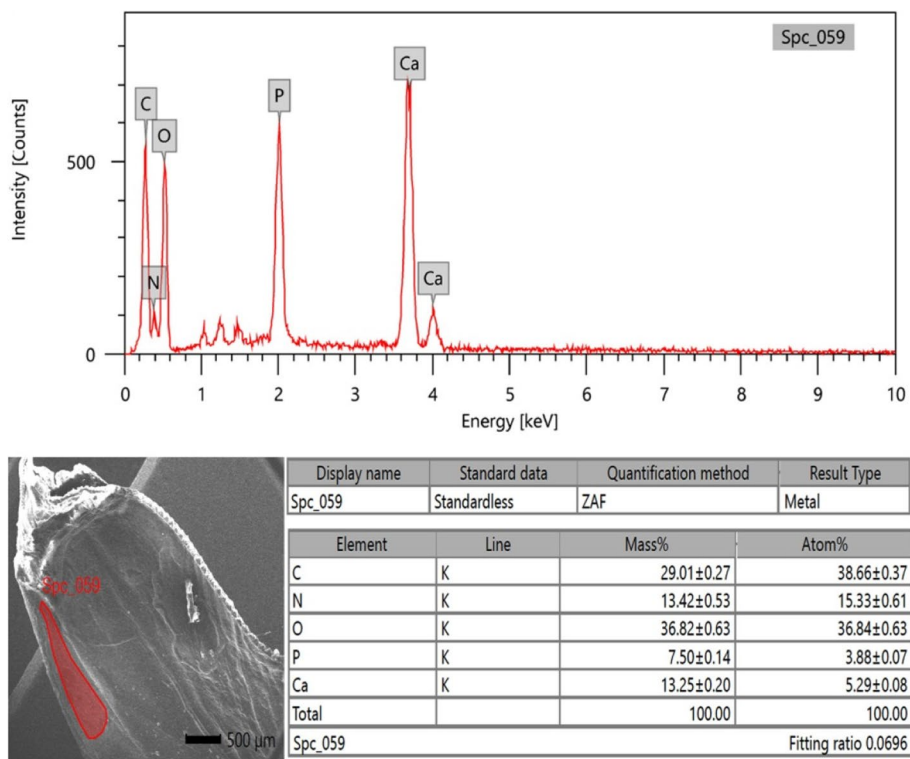 Spc_059
Intensity [Counts]
500
0
C
O
N
P
Ca
Ca
0 1 2 3 4 5 6 7 8 9 10
Energy [keV]
Spc_059
500 μm
Display name Standard data Quantification method Result Type
Spc_059 Standardless ZAF Metal
Element Line Mass% Atom%
C K 29.01±0.27 38.66±0.37
N K 13.42±0.53 15.33±0.61
O K 36.82±0.63 36.84±0.63
P K 7.50±0.14 3.88±0.07
Ca K 13.25±0.20 5.29±0.08
Total 100.00 100.00
Spc_059 Fitting ratio 0.0696